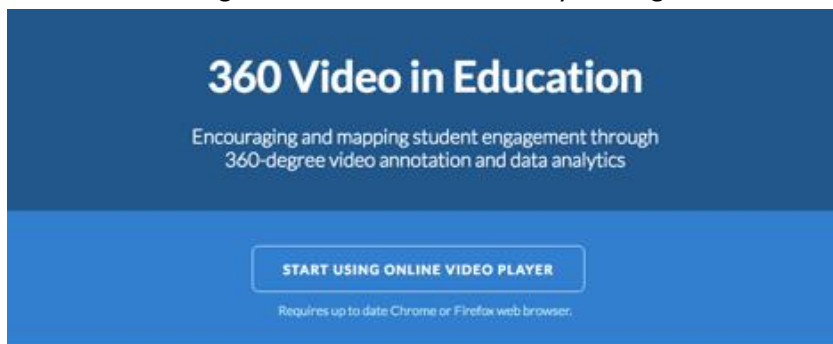 360 Video in Education
Encouraging and mapping student engagement through
360-degree video annotation and data analytics
START USING ONLINE VIDEO PLAYER
Requires up to date Chrome or Firefox web browser.